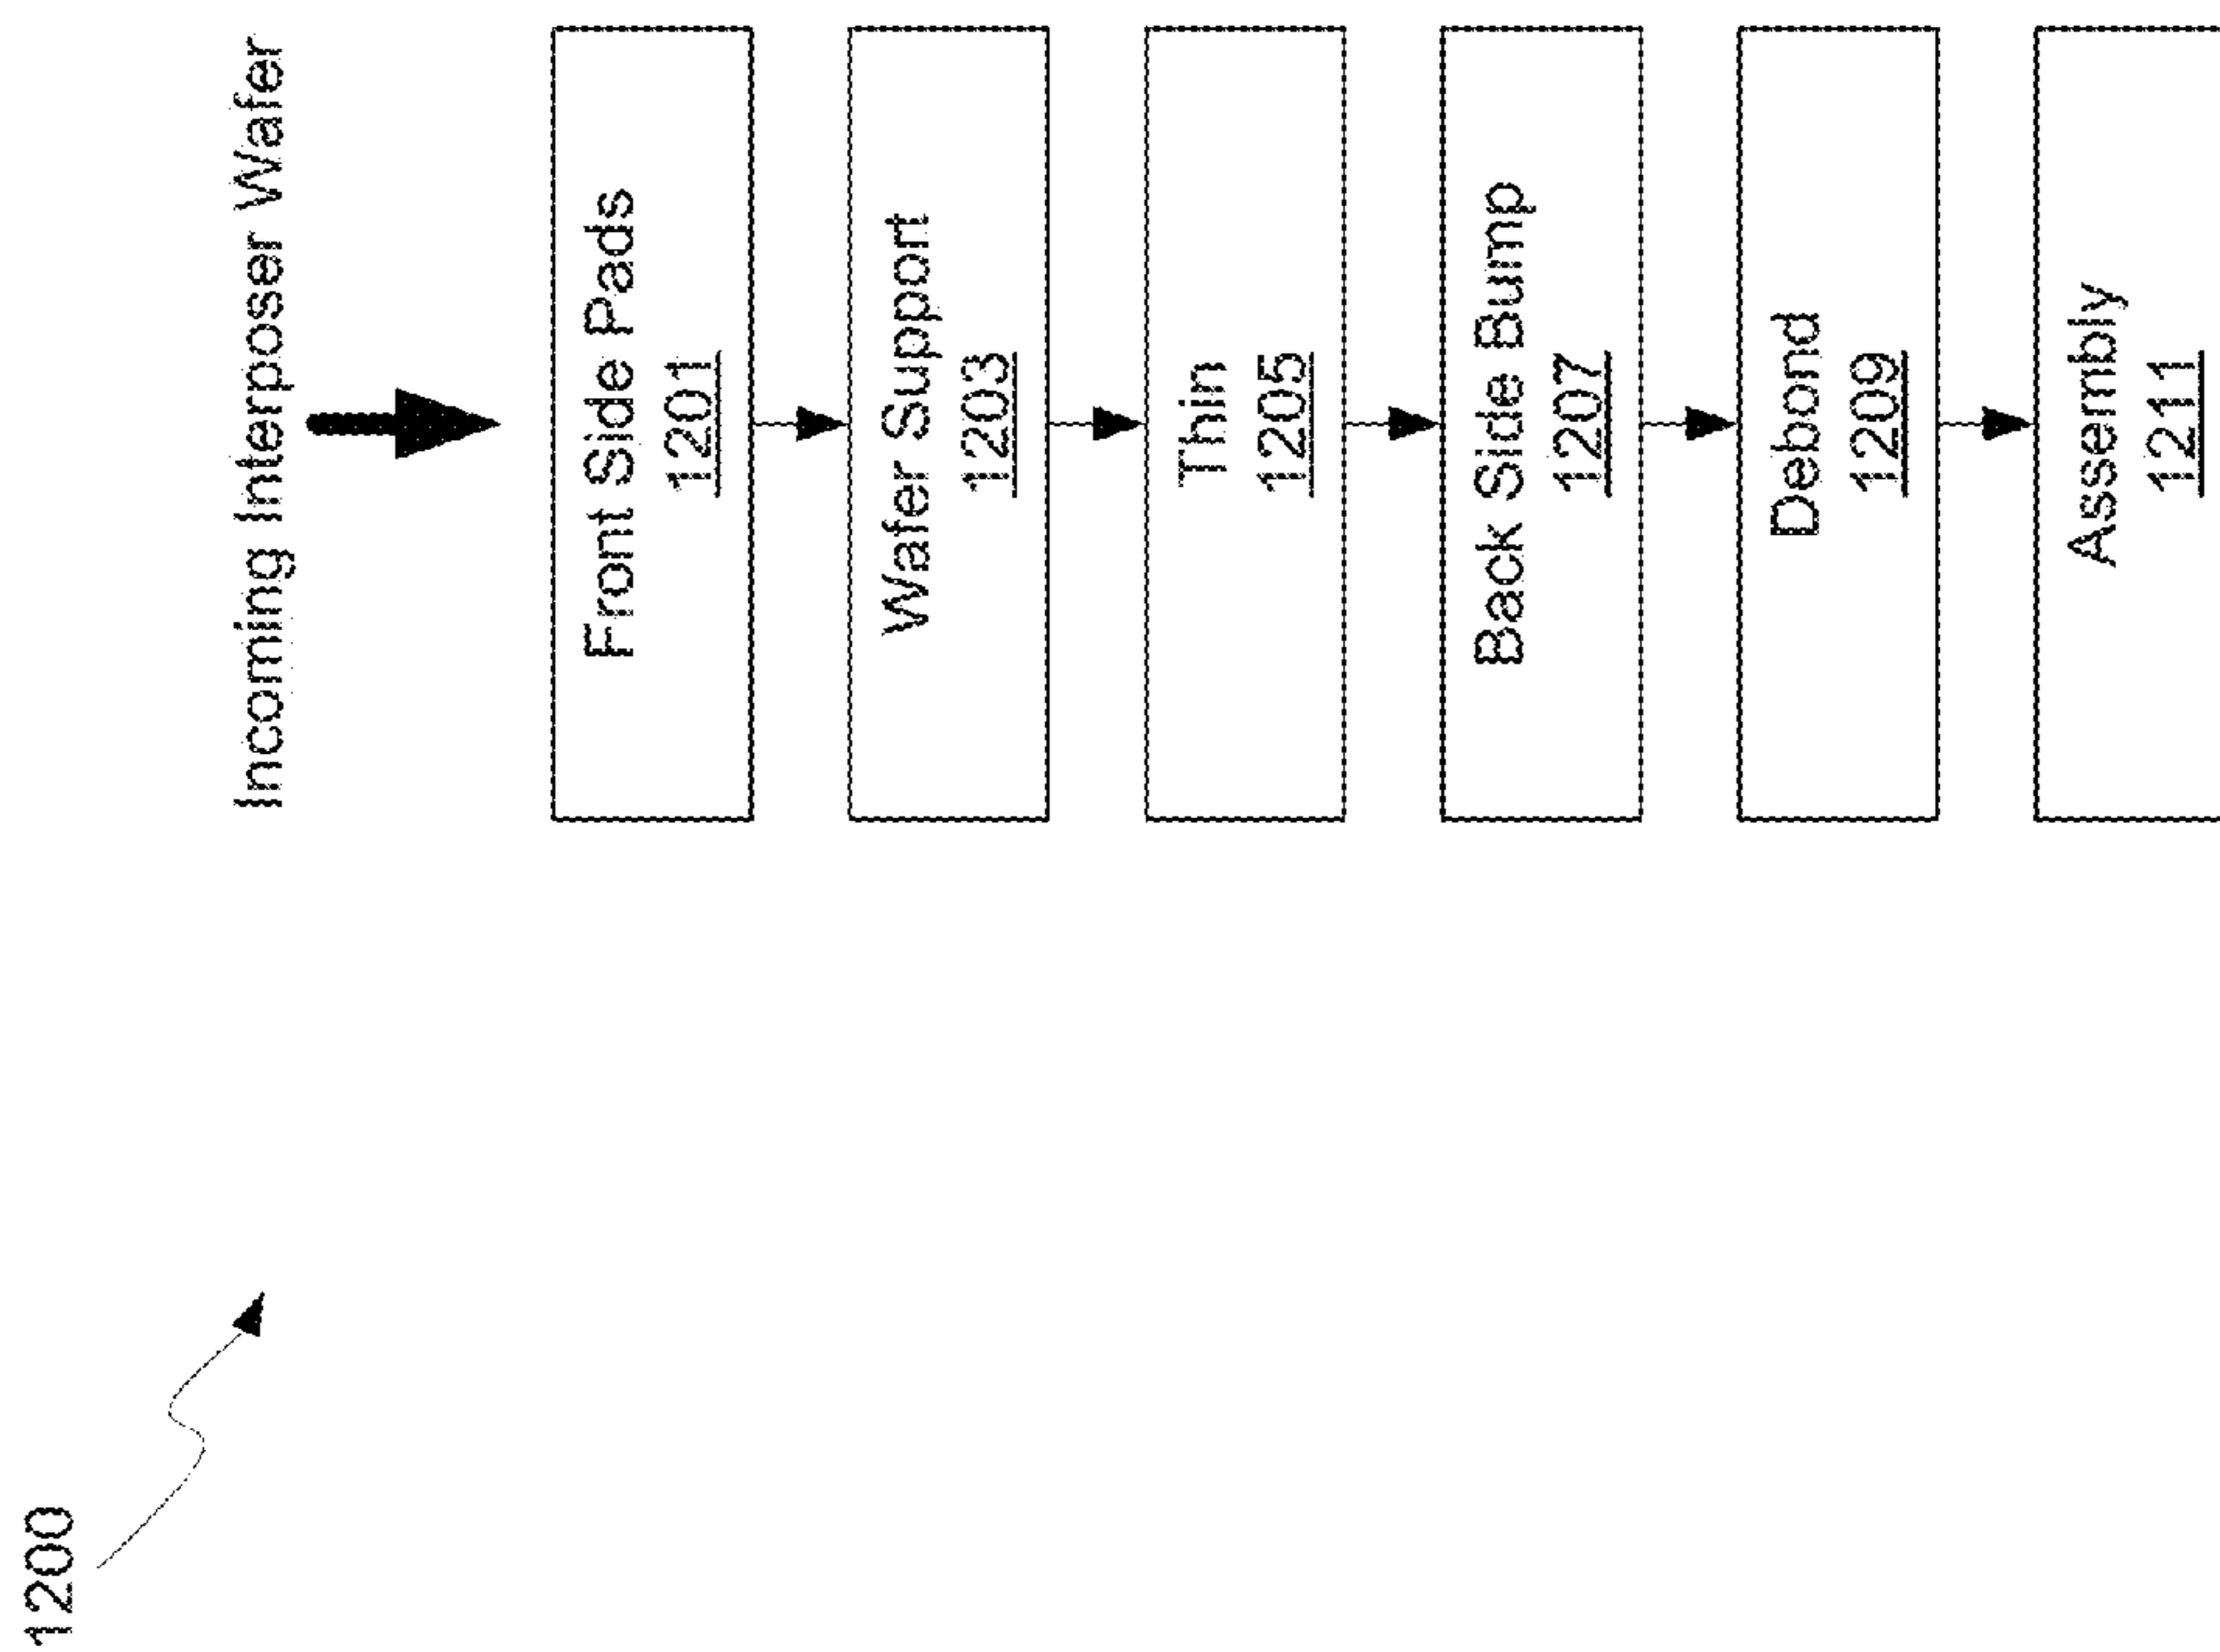 1200
Incoming Interposer Wafer
Front Side Pads
1201
Wafer Support
1203
Thin
1205
Back Side Bump
1207
Debond
1209
Assembly
1211